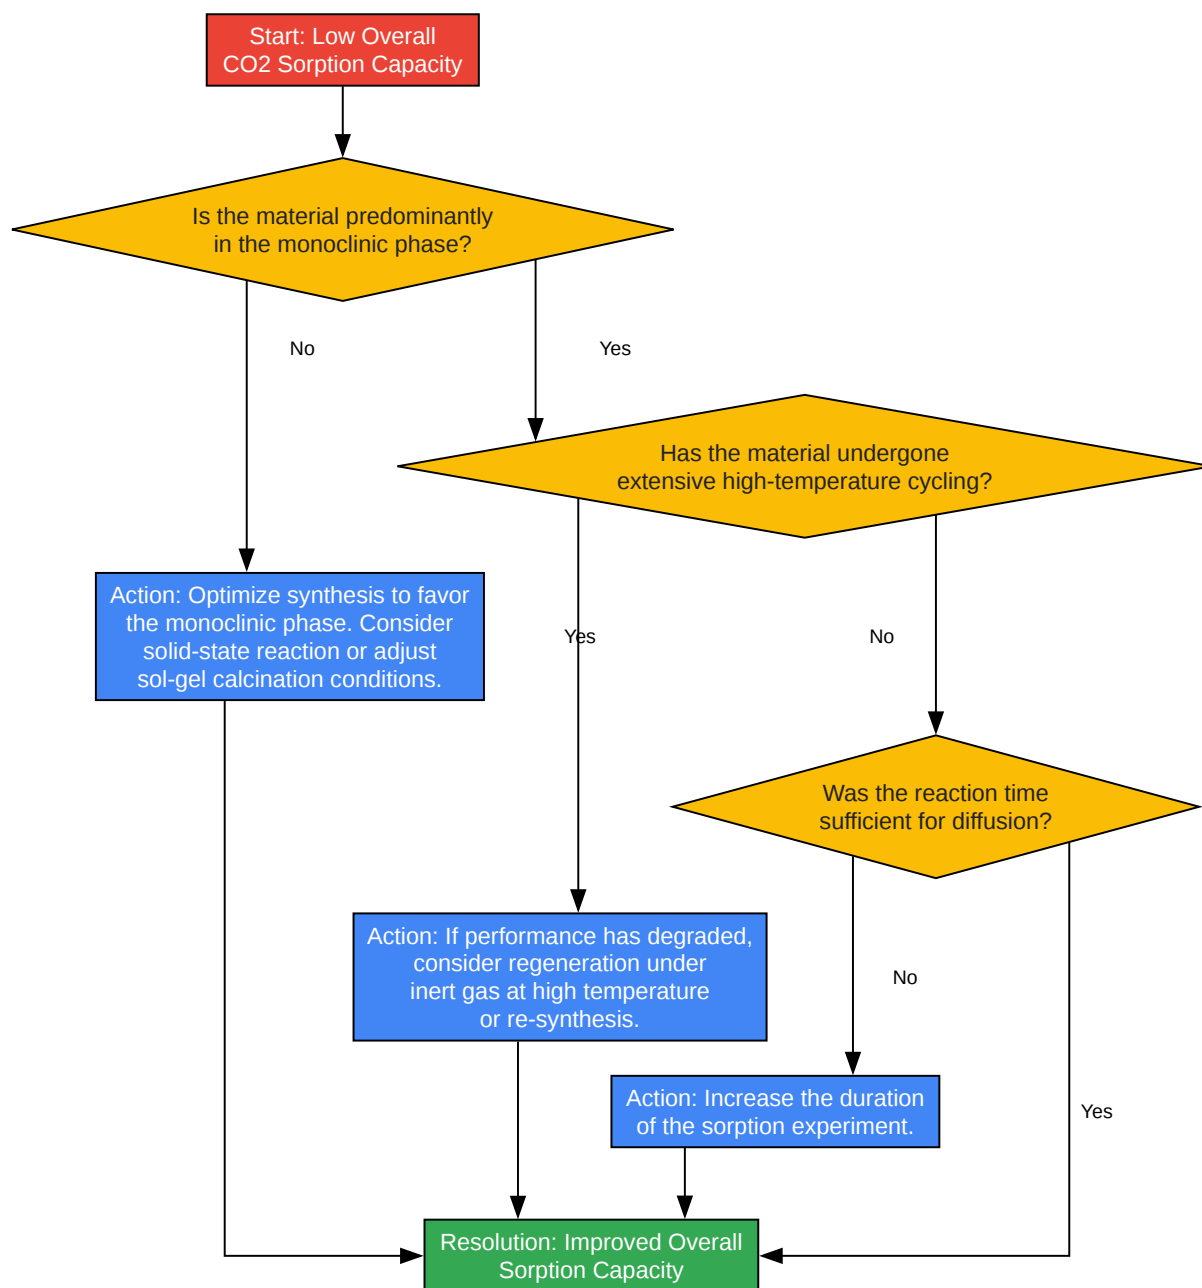 Start: Low Overall
CO2 Sorption Capacity
Is the material predominantly
in the monoclinic phase?
No
Yes
Has the material undergone
extensive high-temperature cycling?
Action: Optimize synthesis to favor
the monoclinic phase. Consider
solid-state reaction or adjust
sol-gel calcination conditions.
Yes
No
Was the reaction time
sufficient for diffusion?
Action: If performance has degraded,
consider regeneration under
inert gas at high temperature
or re-synthesis.
No
Action: Increase the duration
of the sorption experiment.
Yes
Resolution: Improved Overall
Sorption Capacity